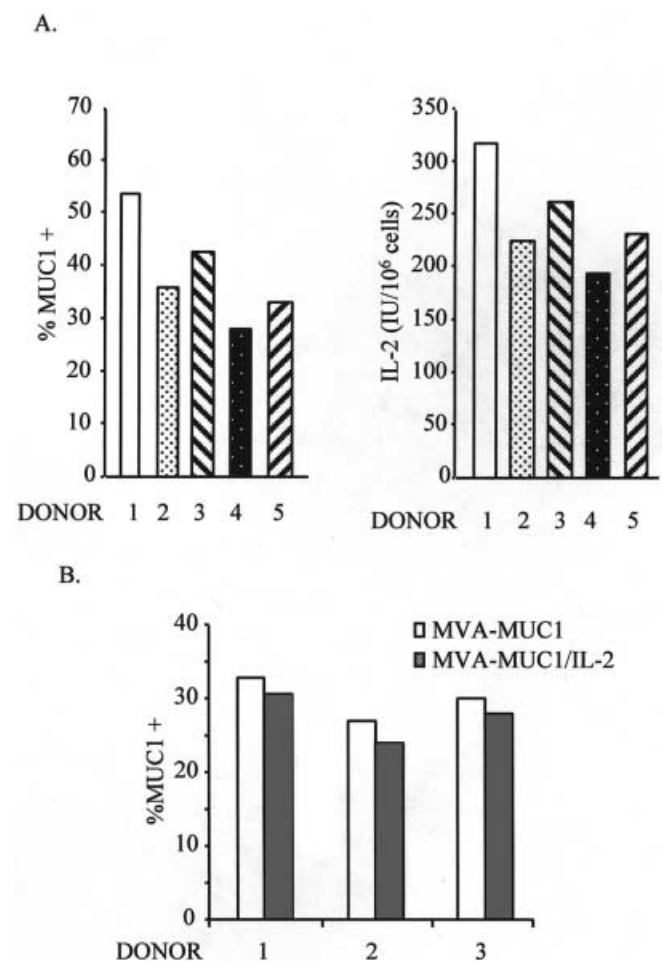 A.
70
60
50
40
30
20
10
0
% MUC1 +
DONOR 1 2 3 4 5
350
300
250
200
150
100
50
0
IL-2 (IU/10⁶ cells)
DONOR 1 2 3 4 5
B.
40
30
20
10
0
%MUC1 +
MVA-MUC1
MVA-MUC1/IL-2
DONOR 1 2 3